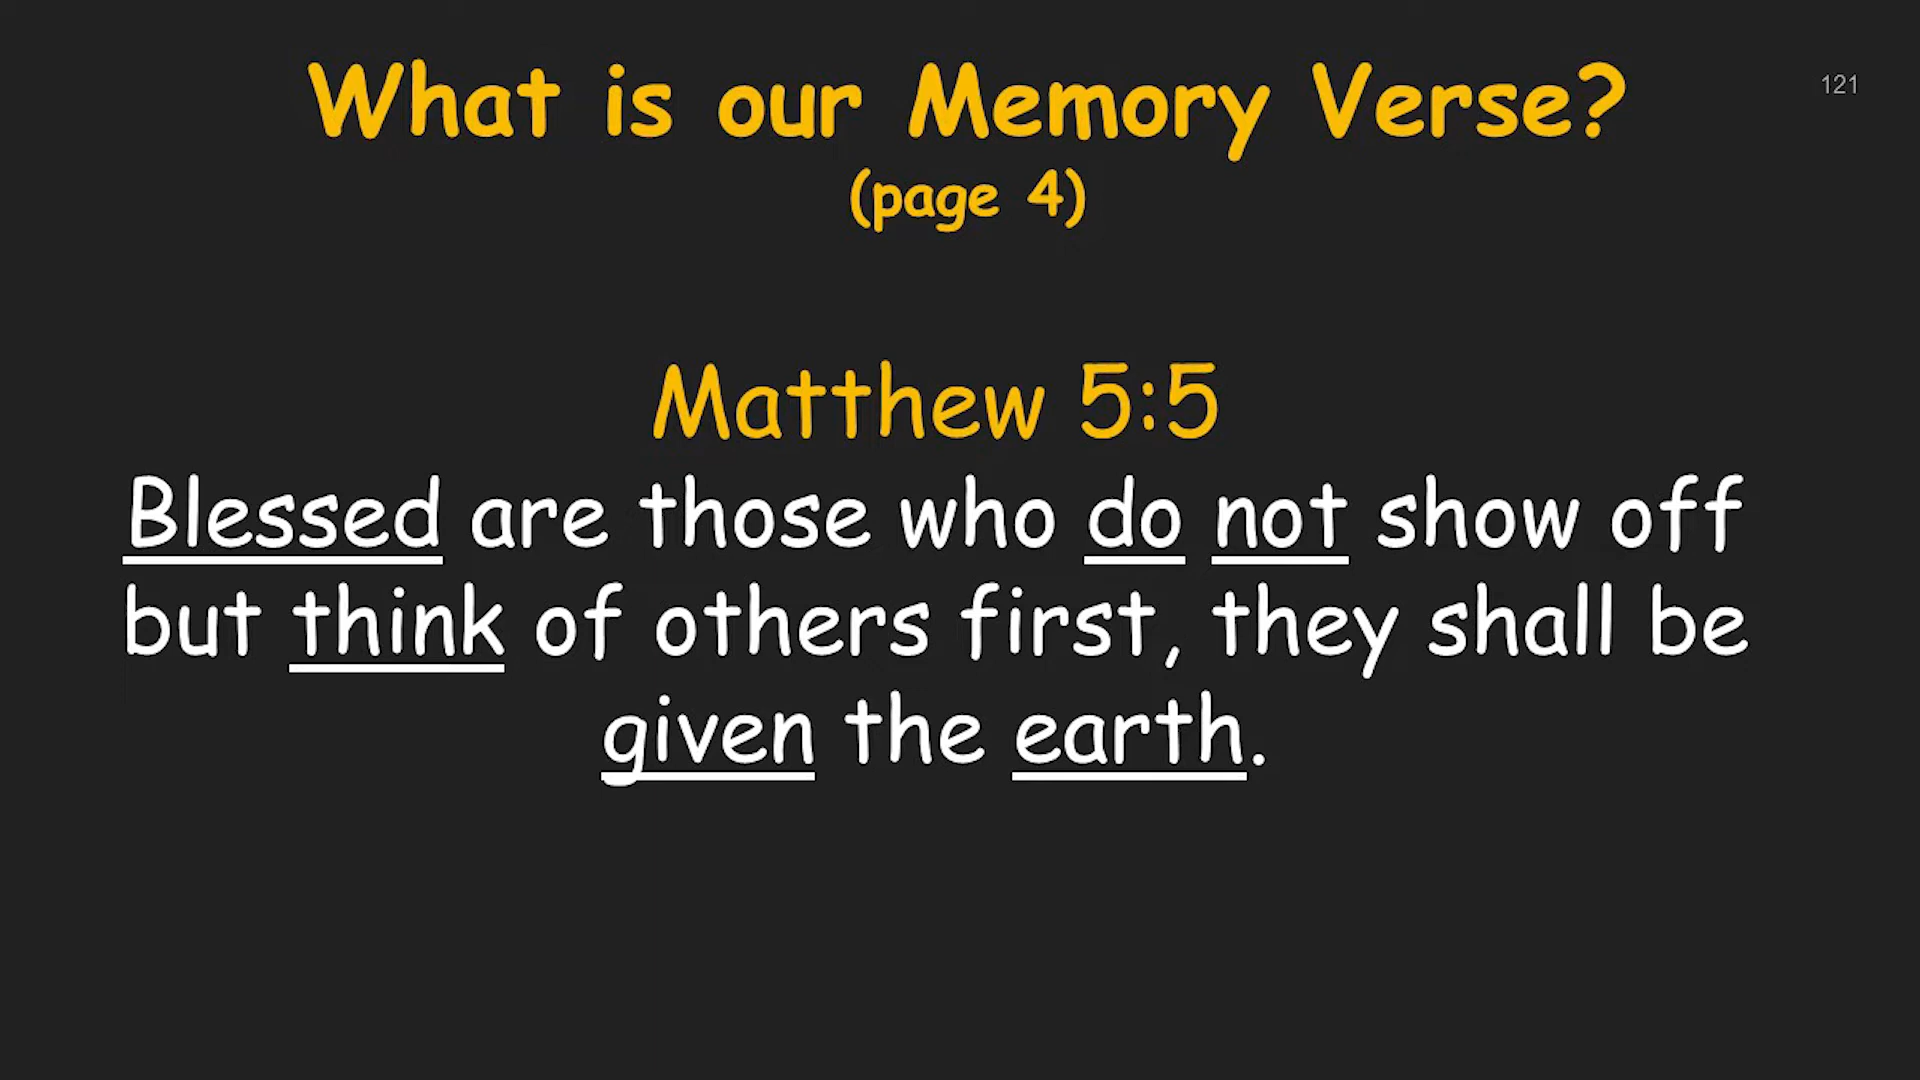 What is our Memory Verse?
121
(page 4)
Matthew 5:5
Blessed are those who do not show off
but think of others first, they shall be
given the earth.